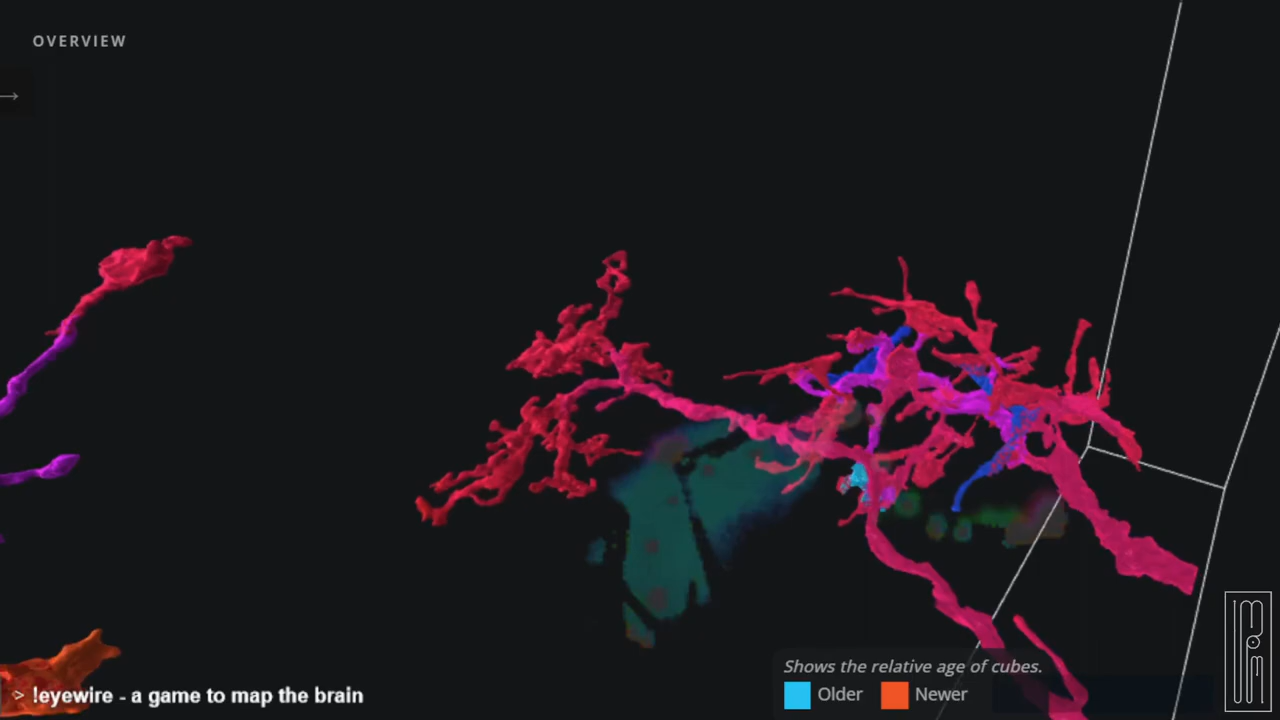 OVERVIEW
Shows the relative age of cubes.
Older Newer
> !eyewire - a game to map the brain